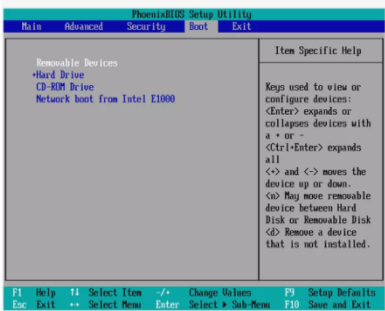 PhoenixBIOS Setup Utility
Main Advanced Security Boot Exit
Item Specific Help
Removable Devices
+Hard Drive
CD-ROM Drive
Network boot from Intel E1000
Keys used to view or
configure devices:
<Enter> expands or
collapses devices with
a + or -
<Ctrl+Enter> expands
all
<+> and <-> moves the
device up or down.
<n> May move removable
device between Hard
Disk or Removable Disk
<d> Remove a device
that is not installed.
F1 Help ↑↓ Select Item -/+ Change Values F9 Setup Defaults
Esc Exit ↔ Select Menu Enter Select ▶ Sub-Menu F10 Save and Exit